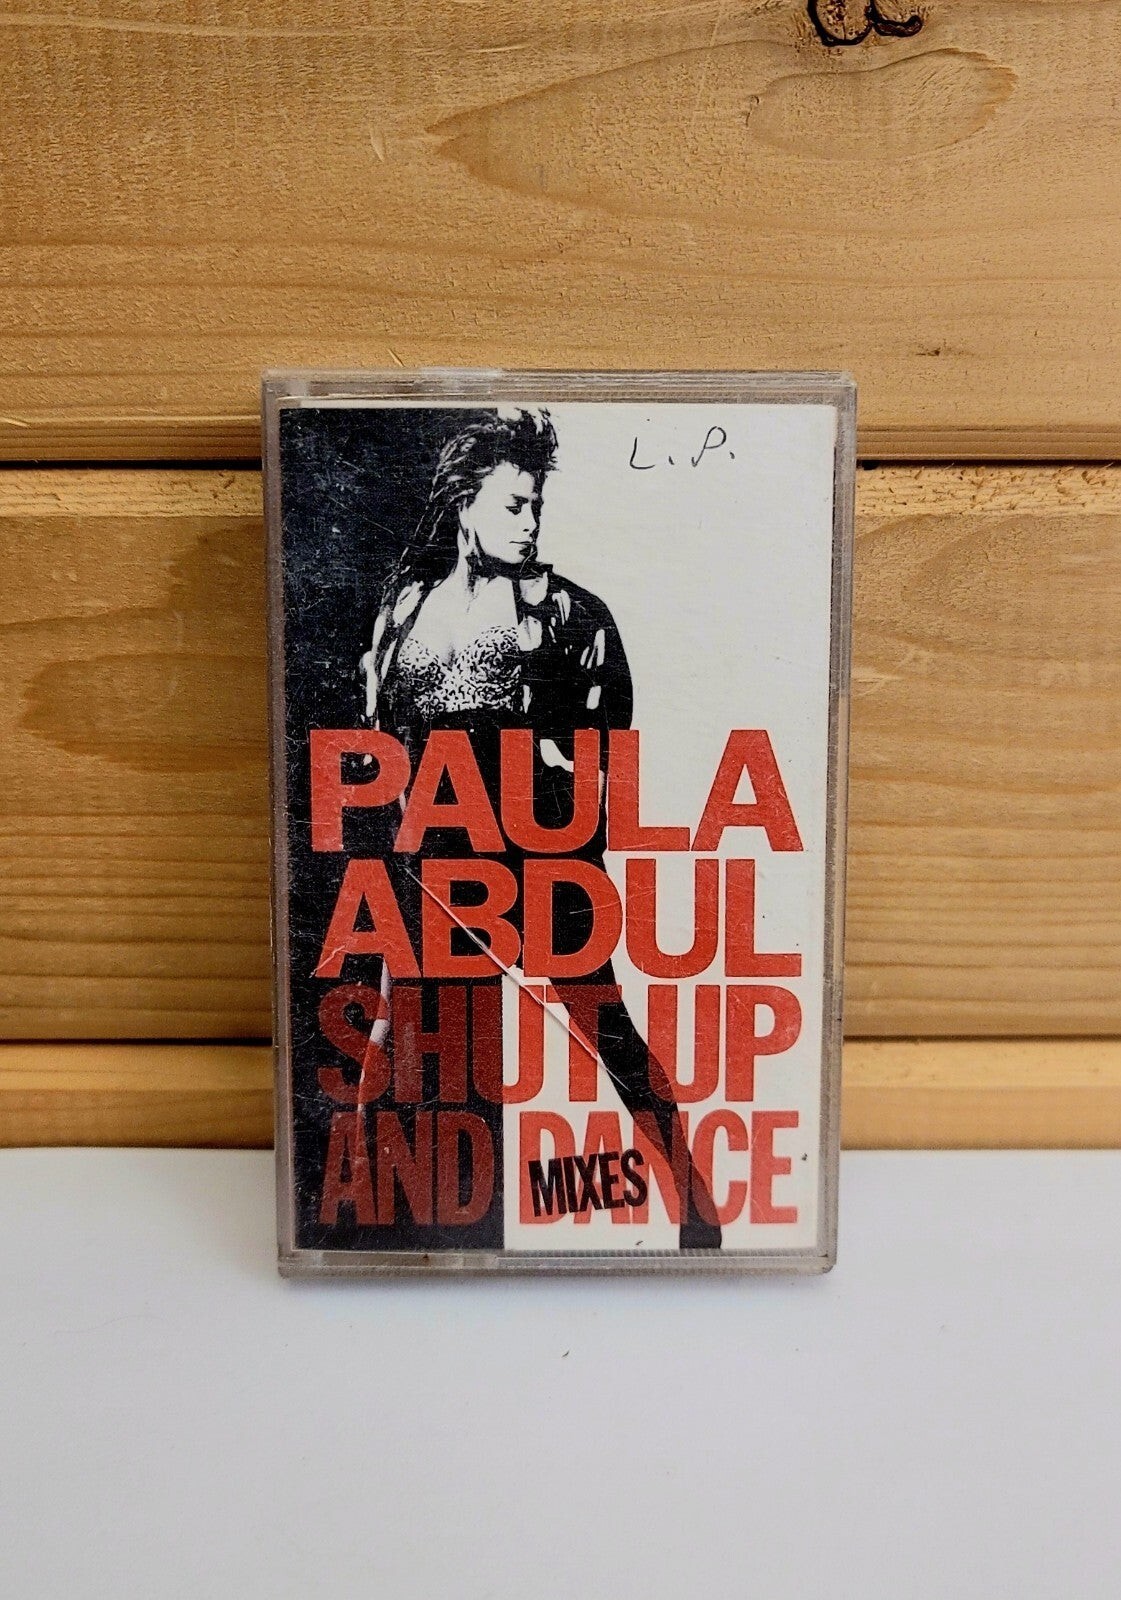 L.P.
PAULA
ABDUL
SHUT UP
AND DANCE
MIXES